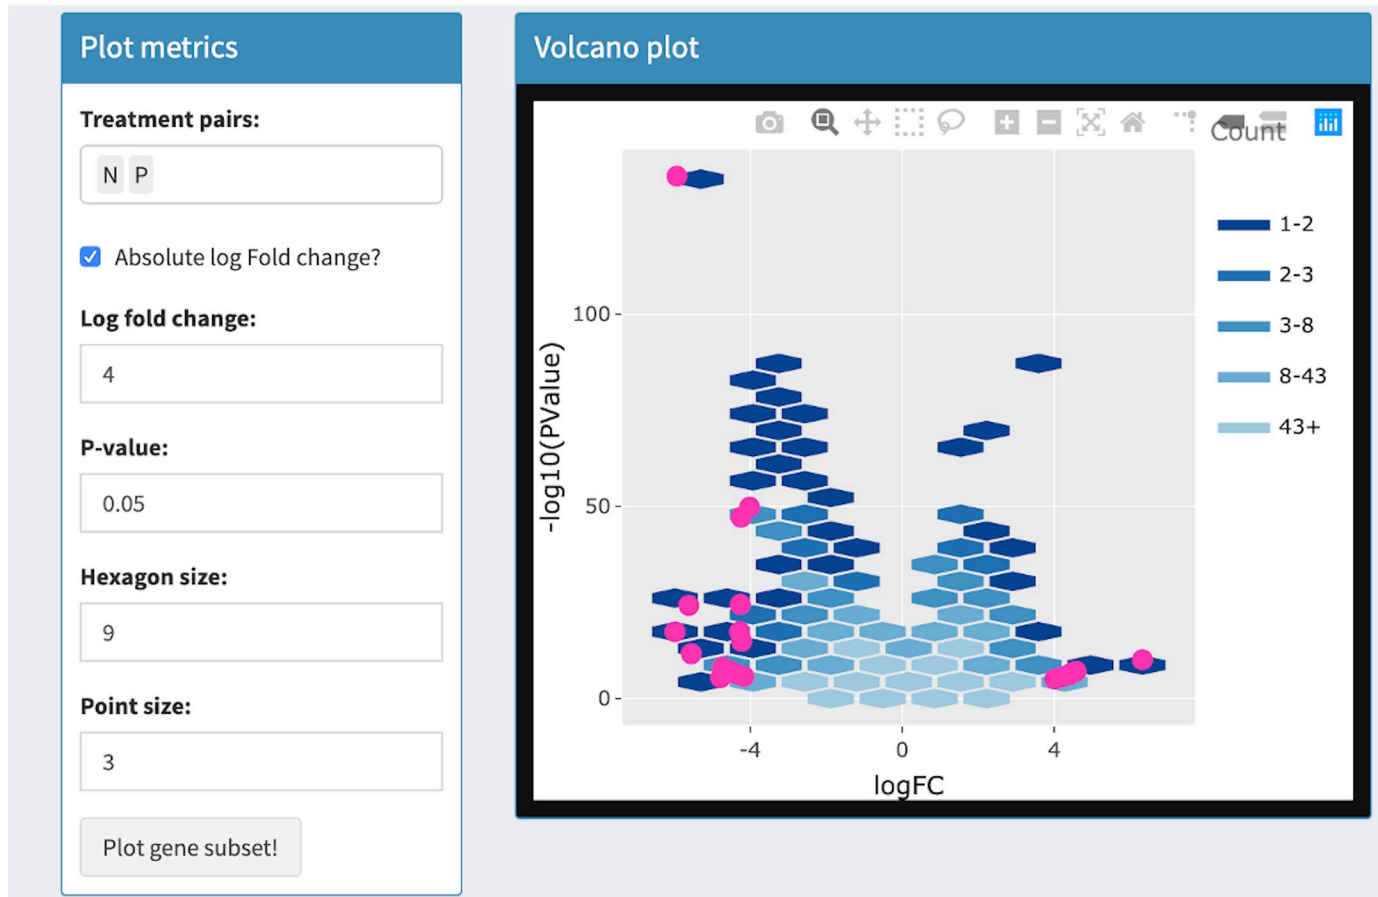 Plot metrics
Treatment pairs:
N P
Absolute log Fold change?
Log fold change:
4
P-value:
0.05
Hexagon size:
9
Point size:
3
Plot gene subset!
Volcano plot
Count
1-2
2-3
3-8
8-43
43+
100
50
0
-log10(PValue)
-4 0 4
logFC